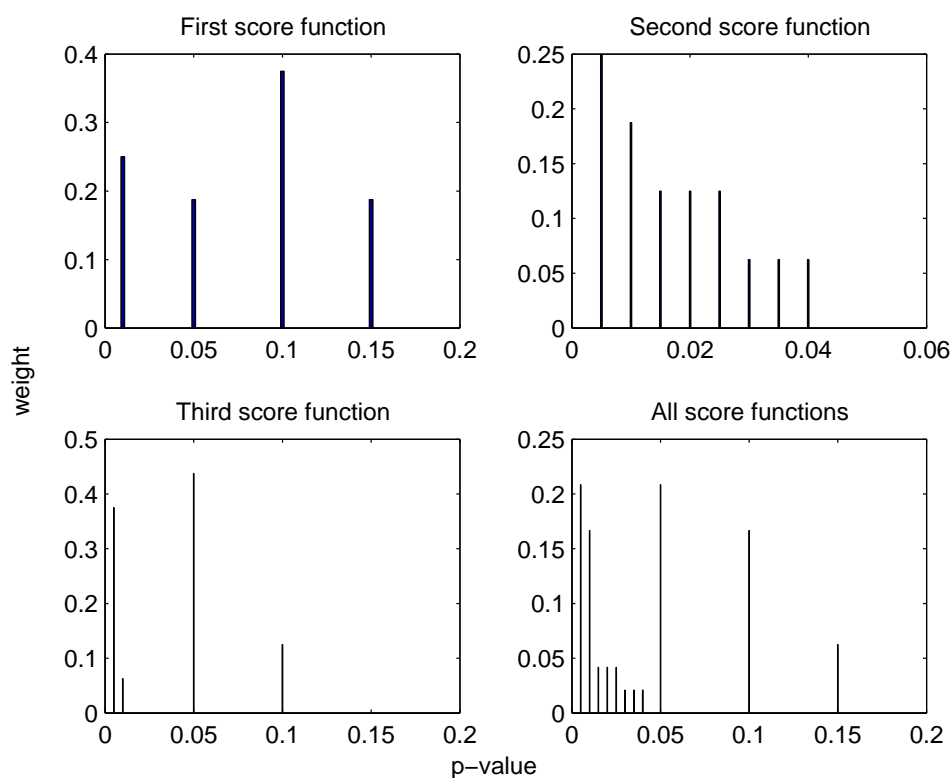 First score function
0.4
0.3
0.2
0.1
0
0 0.05 0.1 0.15 0.2
Second score function
0.25
0.2
0.15
0.1
0.05
0
0 0.02 0.04 0.06
weight
Third score function
0.5
0.4
0.3
0.2
0.1
0
0 0.05 0.1 0.15 0.2
All score functions
0.25
0.2
0.15
0.1
0.05
0
0 0.05 0.1 0.15 0.2
p−value